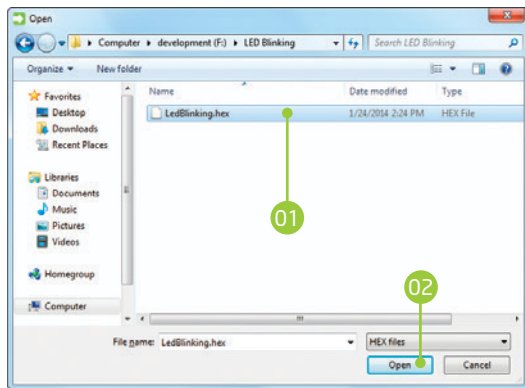 Open
Computer ▸ development (F:) ▸ LED Blinking
Search LED Blinking
Organize
New folder
Name
Date modified
Type
Favorites
Desktop
Downloads
Recent Places
Libraries
Documents
Music
Pictures
Videos
Homegroup
Computer
LedBlinking.hex
1/24/2014 2:24 PM
HEX File
01
02
File name:
LedBlinking.hex
HEX files
Open
Cancel